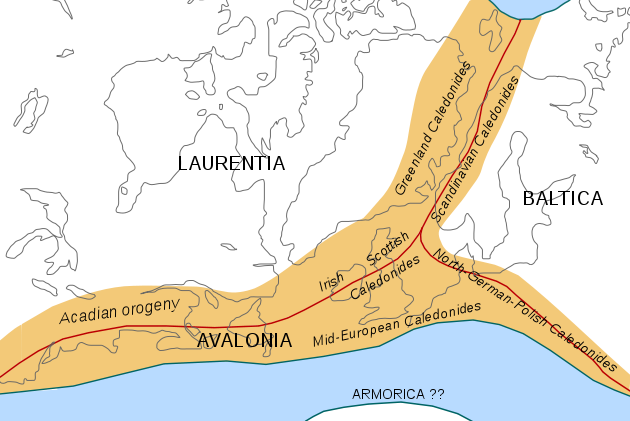 Greenland Caledonides
Scandinavian Caledonides
LAURENTIA
BALTICA
Irish
Scottish
Caledonides
North-German-Polish Caledonides
Acadian orogeny
Mid-European Caledonides
AVALONIA
ARMORICA ??